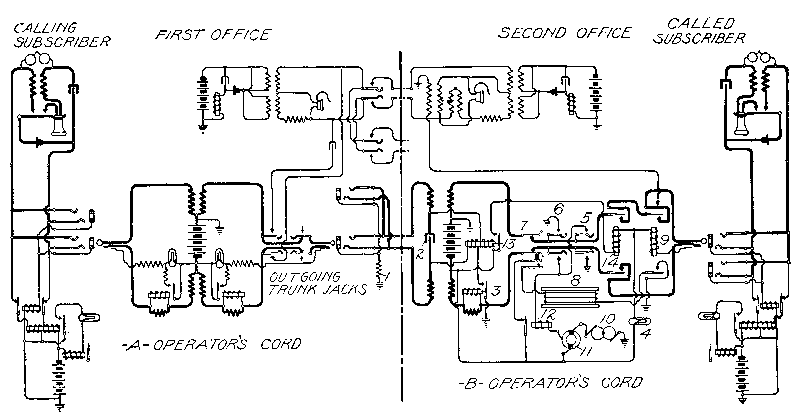 CALLING
SUBSCRIBER
FIRST OFFICE
SECOND OFFICE
CALLED
SUBSCRIBER
OUTGOING
TRUNK JACKS
1
2
13
3
7
6
5
14
9
8
12
11
10
4
-A- OPERATOR'S CORD
-B- OPERATOR'S CORD